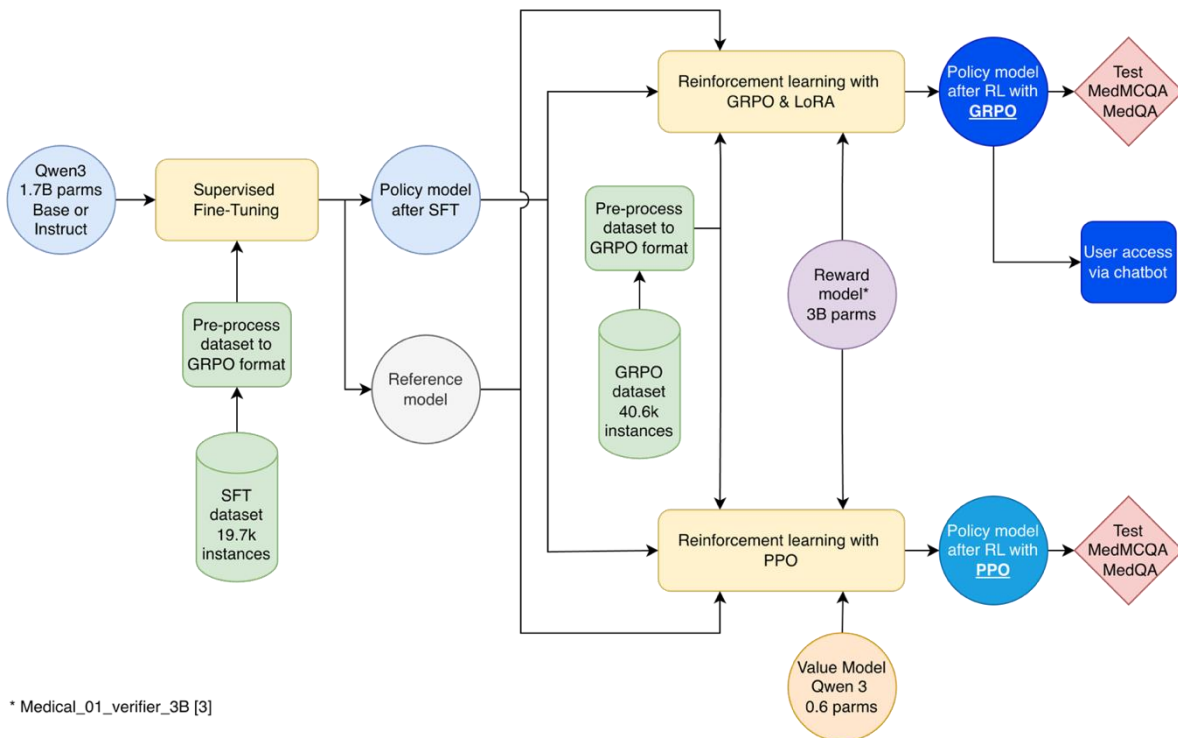 Qwen3
1.7B parms
Base or
Instruct
Supervised
Fine-Tuning
Pre-process
dataset to
GRPO format
SFT
dataset
19.7k
instances
Policy model
after SFT
Reference
model
Pre-process
dataset to
GRPO format
GRPO
dataset
40.6k
instances
Reinforcement learning with
GRPO & LoRA
Reward
model*
3B parms
Reinforcement learning with
PPO
Value Model
Qwen 3
0.6 parms
Policy model
after RL with
GRPO
Test
MedMCQA
MedQA
User access
via chatbot
Policy model
after RL with
PPO
Test
MedMCQA
MedQA
* Medical_01_verifier_3B [3]